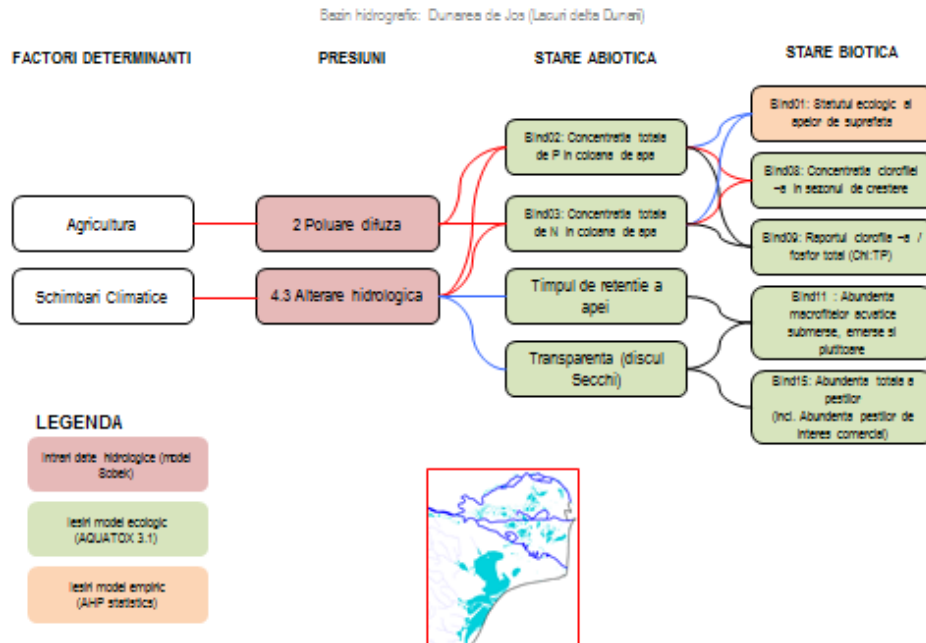 Bazin hidrografic: Dunarea de Jos (Lacuri delta Dunarii)
FACTORI DETERMINANTI
PRESIUNI
STARE ABIOTICA
STARE BIOTICA
Agricultura
Schimbari Climatice
2 Poluare difuza
4.3 Alterare hidrologica
Bind02: Concentratia totala
de P in coloana de apa
Bind03: Concentratia totala
de N in coloana de apa
Timpul de retentie a
apei
Transparenta (discul
Secchi)
Bind01: Statutul ecologic al
apelor de suprafata
Bind08: Concentratia clorofilei
-a in sezonul de crestere
Bind09: Raportul clorofila -a /
fosfor total (Chl:TP)
Bind11 : Abundenta
macrofitelor acvatice
submerse, emerse si
plutitoare
Bind15: Abundenta totala a
pestilor
(incl. Abundenta pestilor de
interes comercial)
LEGENDA
Intrari date hidrologice (model
Sobek)
Iesiri model ecologic
(AQUATOX 3.1)
Iesiri model empiric
(AHP statistics)